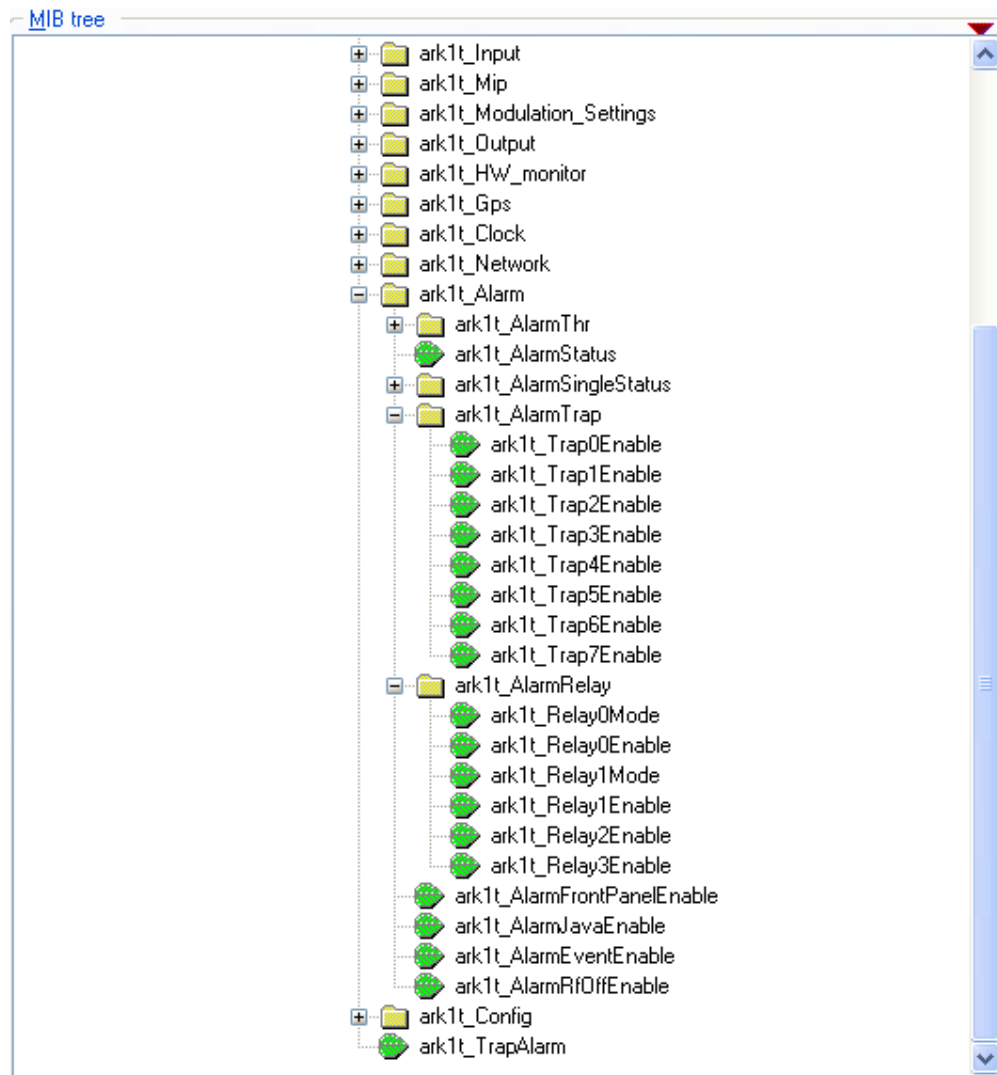 MIB tree
ark1t_Input
ark1t_Mip
ark1t_Modulation_Settings
ark1t_Output
ark1t_HW_monitor
ark1t_Gps
ark1t_Clock
ark1t_Network
ark1t_Alarm
ark1t_AlarmThr
ark1t_AlarmStatus
ark1t_AlarmSingleStatus
ark1t_AlarmTrap
ark1t_Trap0Enable
ark1t_Trap1Enable
ark1t_Trap2Enable
ark1t_Trap3Enable
ark1t_Trap4Enable
ark1t_Trap5Enable
ark1t_Trap6Enable
ark1t_Trap7Enable
ark1t_AlarmRelay
ark1t_Relay0Mode
ark1t_Relay0Enable
ark1t_Relay1Mode
ark1t_Relay1Enable
ark1t_Relay2Enable
ark1t_Relay3Enable
ark1t_AlarmFrontPanelEnable
ark1t_AlarmJavaEnable
ark1t_AlarmEventEnable
ark1t_AlarmRfOffEnable
ark1t_Config
ark1t_TrapAlarm